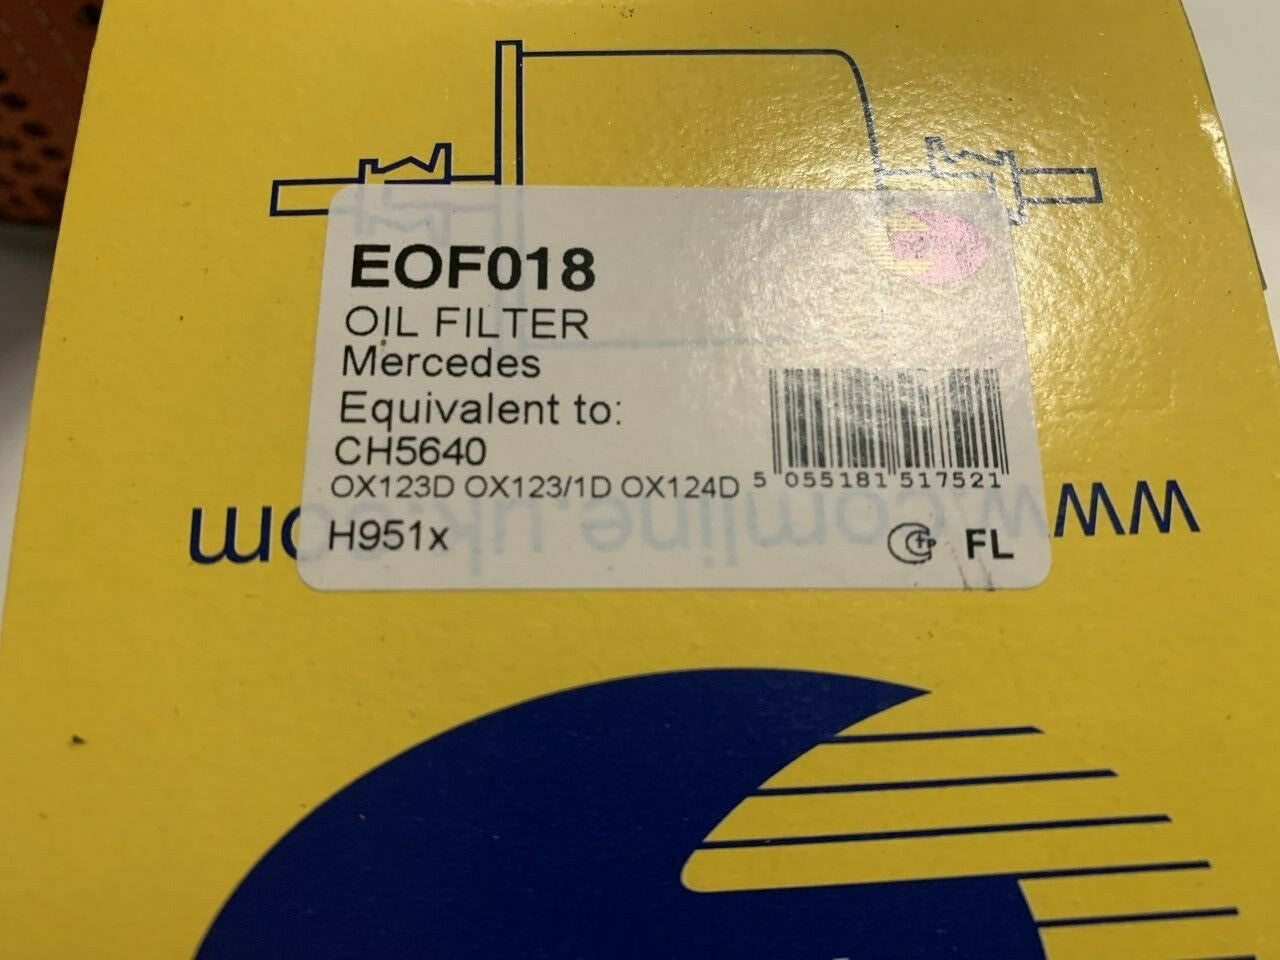 EOF018
OIL FILTER
Mercedes
Equivalent to:
CH5640
OX123D OX123/1D OX124D
5 055181 517521
H951x
FL
www.comline.uk.com